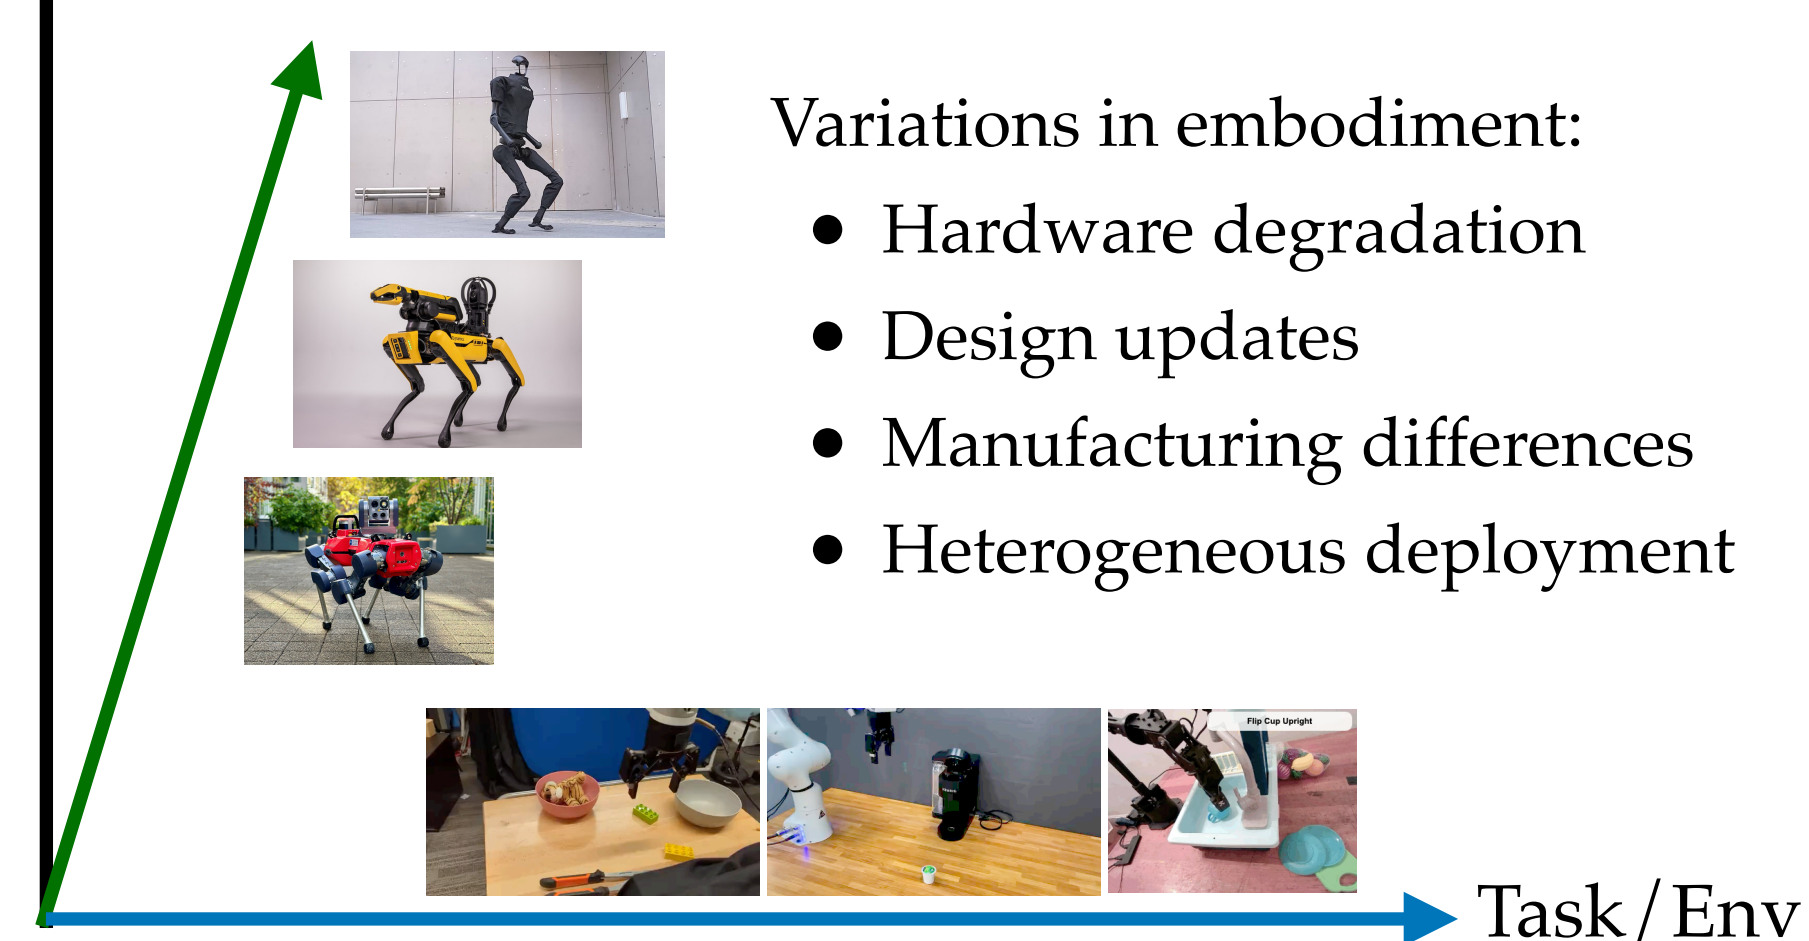 Variations in embodiment:
● Hardware degradation
● Design updates
● Manufacturing differences
● Heterogeneous deployment
Flip Cup Upright
Task/Env